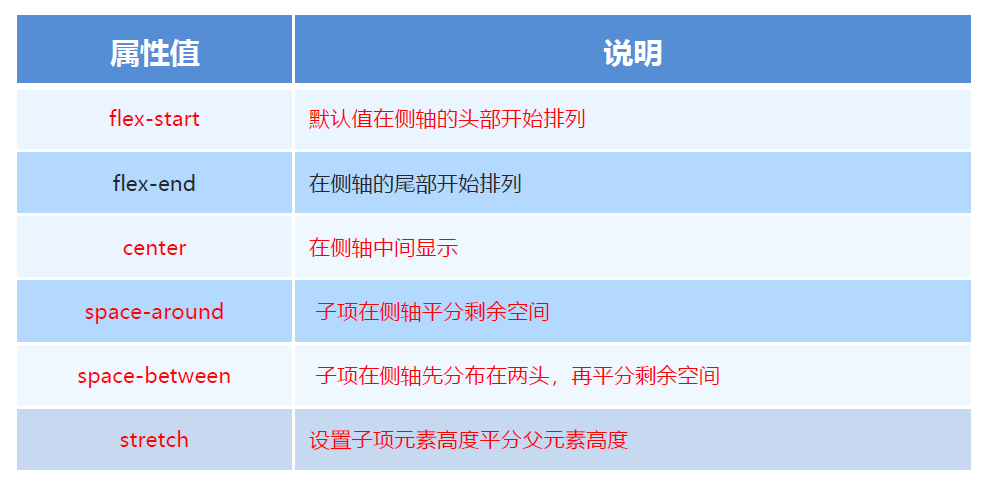 属性值 说明
flex-start 默认值在侧轴的头部开始排列
flex-end 在侧轴的尾部开始排列
center 在侧轴中间显示
space-around 子项在侧轴平分剩余空间
space-between 子项在侧轴先分布在两头，再平分剩余空间
stretch 设置子项元素高度平分父元素高度